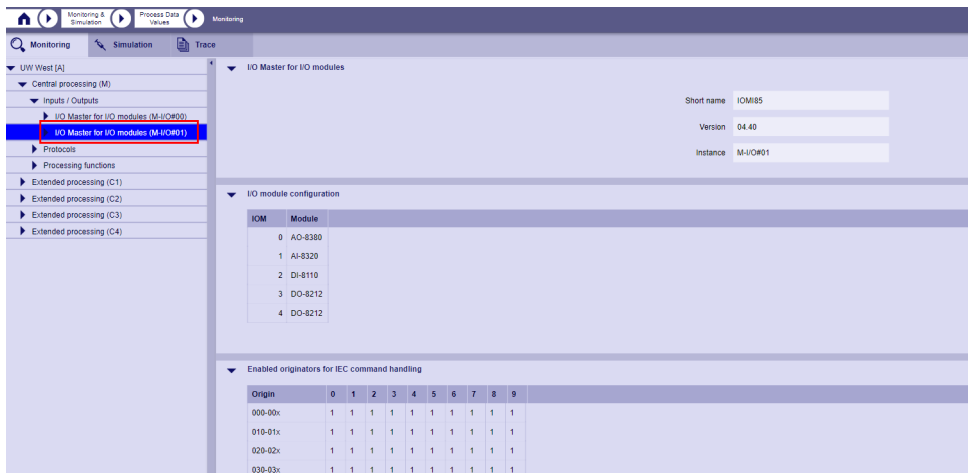 Monitoring & Simulation
Process Data Values
Monitoring
Monitoring
Simulation
Trace
UW West [A]
Central processing (M)
Inputs / Outputs
I/O Master for I/O modules (M-I/O#00)
I/O Master for I/O modules (M-I/O#01)
Protocols
Processing functions
Extended processing (C1)
Extended processing (C2)
Extended processing (C3)
Extended processing (C4)
I/O Master for I/O modules
Short name IOMI85
Version 04.40
Instance M-I/O#01
I/O module configuration
IOM Module
0 AO-8380
1 AI-8320
2 DI-8110
3 DO-8212
4 DO-8212
Enabled originators for IEC command handling
Origin 0 1 2 3 4 5 6 7 8 9
000-00x 1 1 1 1 1 1 1 1 1 1
010-01x 1 1 1 1 1 1 1 1 1 1
020-02x 1 1 1 1 1 1 1 1 1 1
030-03x 1 1 1 1 1 1 1 1 1 1